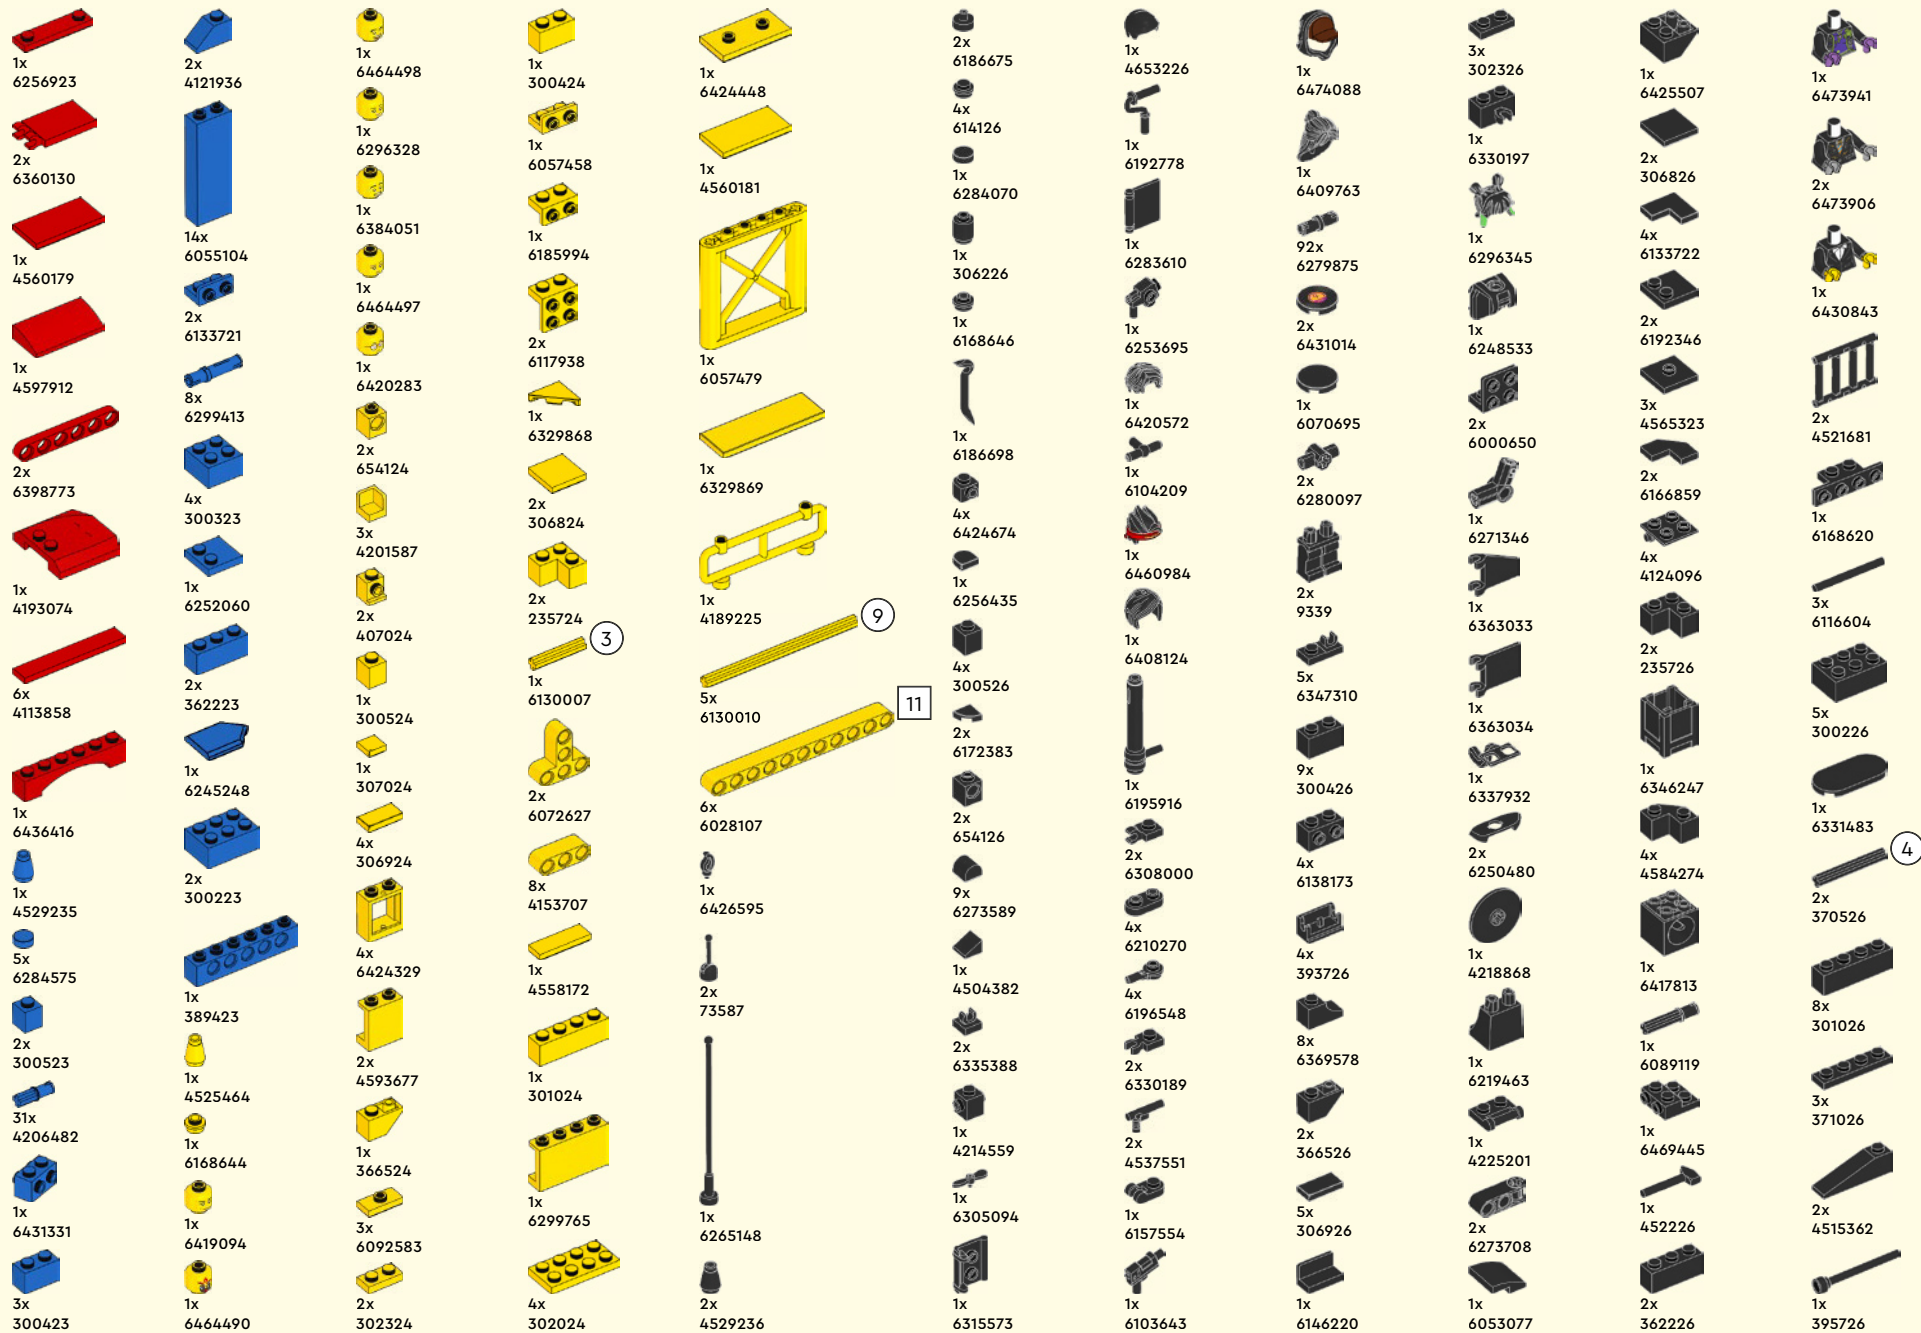 1x
6256923
2x
6360130
1x
4560179
1x
4597912
2x
6398773
1x
4193074
6x
4113858
1x
6436416
1x
4529235
5x
6284575
2x
300523
31x
4206482
1x
6431331
3x
300423
2x
4121936
14x
6055104
2x
6133721
8x
6299413
4x
300323
1x
6252060
2x
362223
1x
6245248
2x
300223
1x
389423
1x
4525464
1x
6168644
1x
6419094
1x
6464490
1x
6464498
1x
6296328
1x
6384051
1x
6464497
1x
6420283
2x
654124
3x
4201587
2x
407024
1x
300524
1x
307024
4x
306924
4x
6424329
2x
4593677
1x
366524
3x
6092583
2x
302324
1x
300424
1x
6057458
1x
6185994
2x
6117938
1x
6329868
2x
306824
2x
235724
3
1x
6130007
2x
6072627
8x
4153707
1x
4558172
1x
301024
1x
6299765
4x
302024
1x
6424448
1x
4560181
1x
6057479
1x
6329869
1x
4189225
9
5x
6130010
11
6x
6028107
1x
6426595
2x
73587
1x
6265148
2x
4529236
2x
6186675
4x
614126
1x
6284070
1x
306226
1x
6168646
1x
6186698
4x
6424674
1x
6256435
4x
300526
2x
6172383
2x
654126
9x
6273589
1x
4504382
2x
6335388
1x
4214559
1x
6305094
1x
6315573
1x
4653226
1x
6192778
1x
6283610
1x
6253695
1x
6420572
1x
6104209
1x
6460984
1x
6408124
1x
6195916
2x
6308000
4x
6210270
4x
6196548
2x
6330189
2x
4537551
1x
6157554
1x
6103643
1x
6474088
1x
6409763
92x
6279875
2x
6431014
1x
6070695
2x
6280097
2x
9339
5x
6347310
9x
300426
4x
6138173
4x
393726
8x
6369578
2x
366526
5x
306926
1x
6146220
3x
302326
1x
6330197
1x
6296345
1x
6248533
2x
6000650
1x
6271346
1x
6363033
1x
6363034
1x
6337932
2x
6250480
1x
4218868
1x
6219463
1x
4225201
2x
6273708
1x
6053077
1x
6425507
2x
306826
4x
6133722
2x
6192346
3x
4565323
2x
6166859
4x
4124096
2x
235726
1x
6346247
4x
4584274
1x
6417813
1x
6089119
1x
6469445
1x
452226
2x
362226
1x
6473941
2x
6473906
1x
6430843
2x
4521681
1x
6168620
3x
6116604
5x
300226
1x
6331483
4
2x
370526
8x
301026
3x
371026
2x
4515362
1x
395726